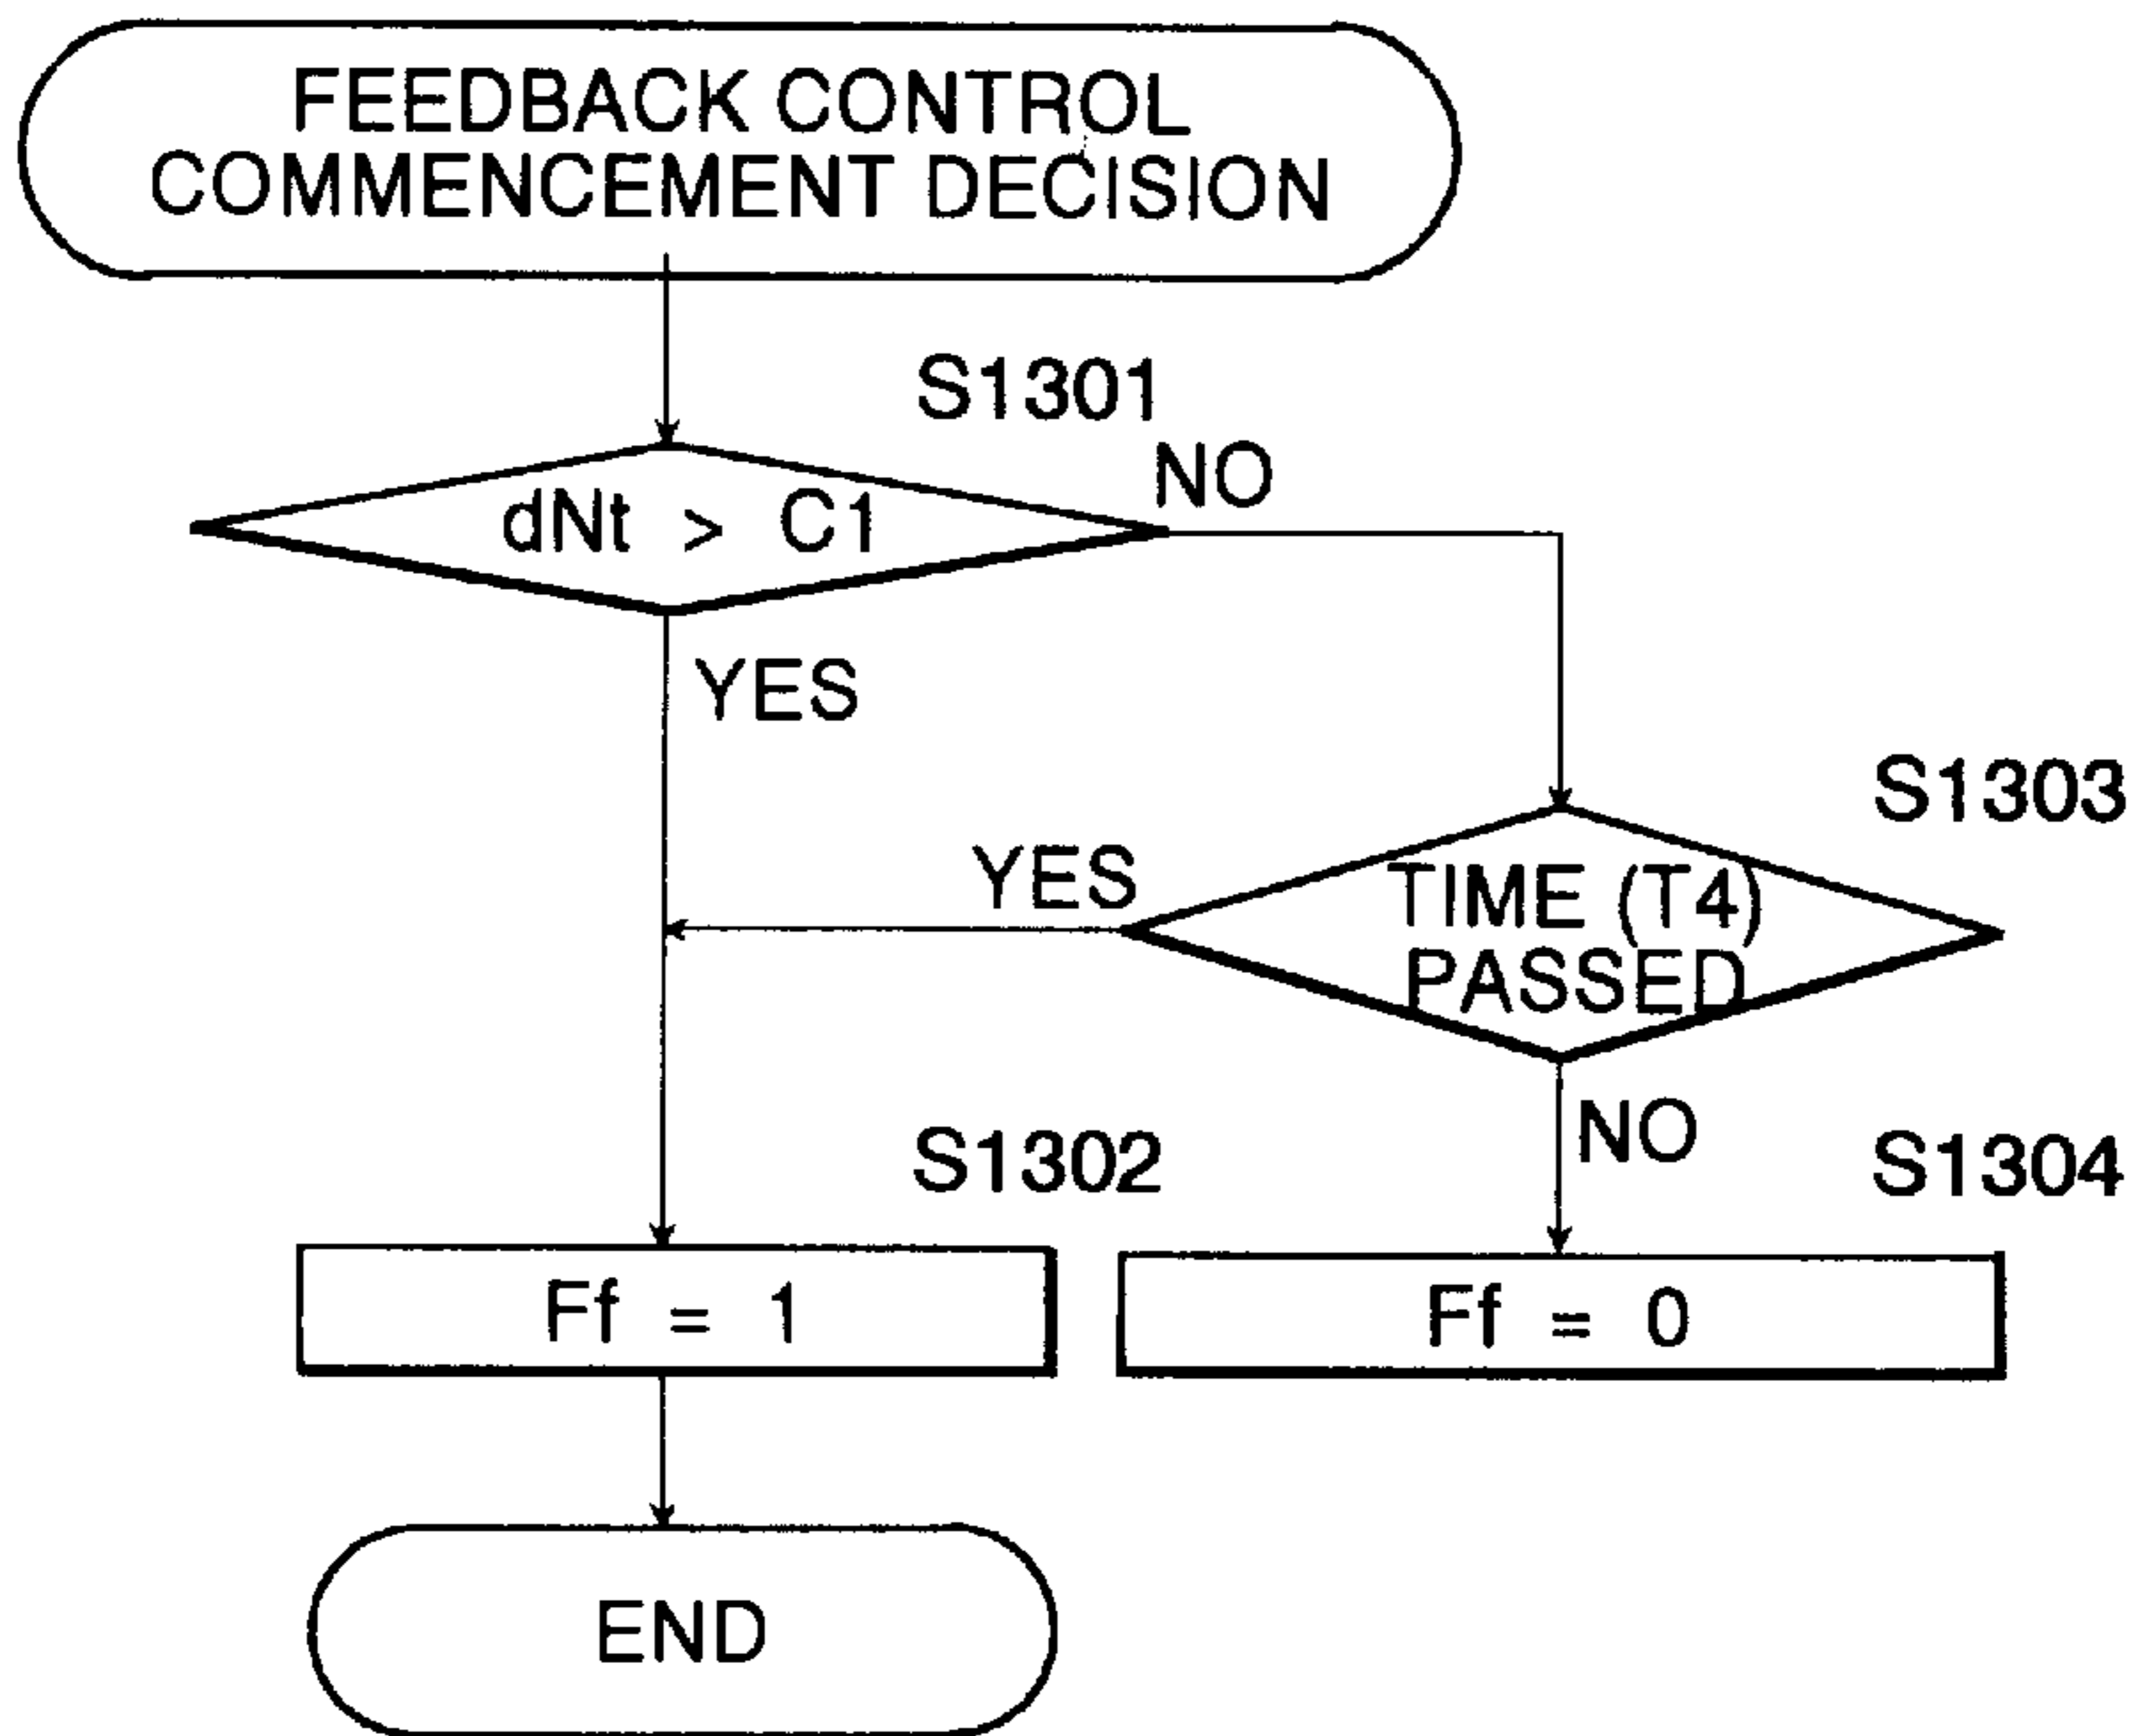 FEEDBACK CONTROL
COMMENCEMENT DECISION
S1301
NO
dNt > C1
YES
S1303
YES
TIME (T4)
PASSED
NO
S1302
S1304
Ff = 1
Ff = 0
END